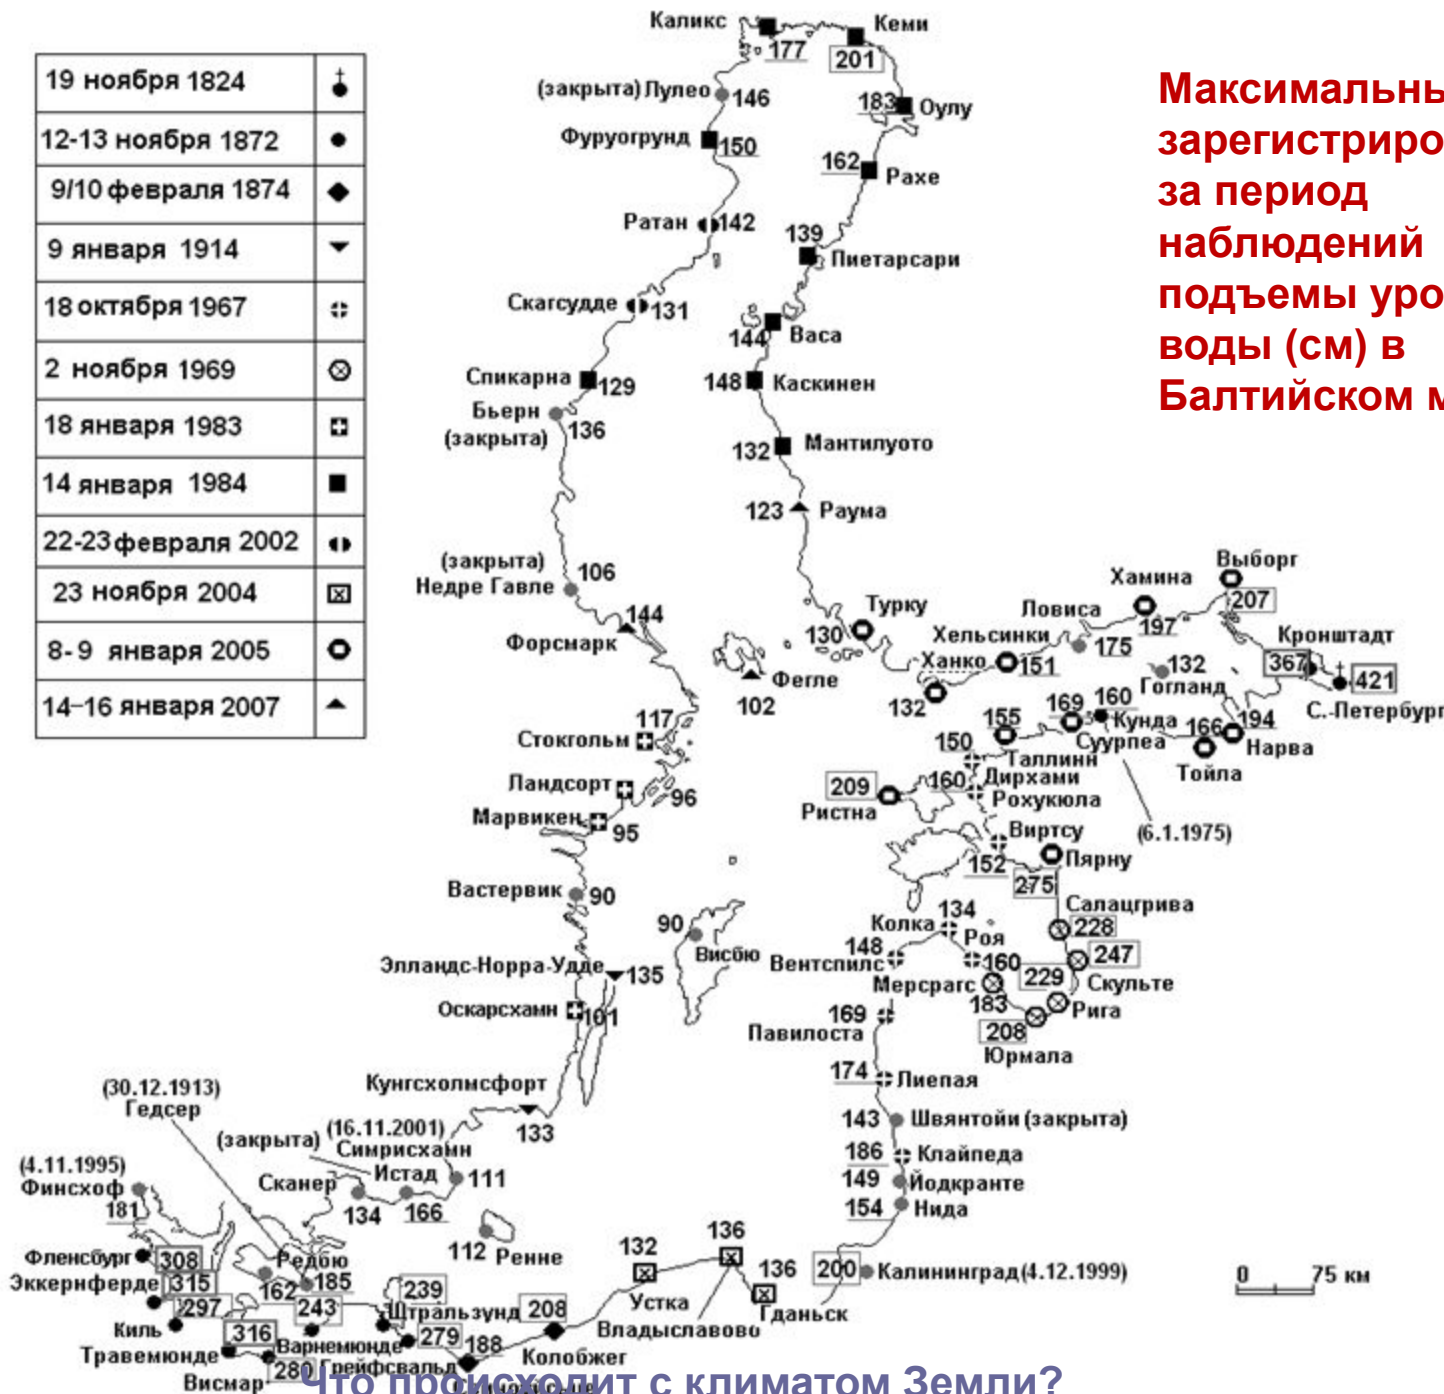 19 ноября 1824
12-13 ноября 1872
9/10 февраля 1874
9 января 1914
18 октября 1967
2 ноября 1969
18 января 1983
14 января 1984
22-23 февраля 2002
23 ноября 2004
8-9 января 2005
14-16 января 2007
зарегистриро
за период
наблюдений
подъемы уро
воды (см) в
Балтийском м
Каликс
177
Кеми
201
(закрыта) Лулео
146
183
Оулу
Фуруогрунд
150
162
Рахе
Ратан
142
139
Пиетарсари
Скагсудде
131
144
Васа
Спикарна
129
148
Каскинен
Бьерн
(закрыта)
136
132
Мантилуото
123
Раума
(закрыта)
Недре Гавле
106
144
Форсмарк
Фегле
102
Турку
130
Ханко
132
Хельсинки
151
Ловиса
175
Хамина
197
Выборг
207
Кронштадт
367
421
С.-Петербург
132
Гогланд
194
Нарва
166
Тойла
160
Кунда
(6.1.1975)
169
Суурпеа
155
Таллинн
150
Дирхами
160
Рохукюла
209
Ристна
Виртсу
152
Пярну
275
Салацгрива
228
247
Скульте
229
Рига
208
Юрмала
183
Мерсрагс
Роя
160
Колка
134
148
Вентспилс
169
Павилоста
174
Лиепая
143
Швянтойи (закрыта)
186
Клайпеда
149
Йодкранте
154
Нида
200
Калининград (4.12.1999)
0 75 км
117
Стокгольм
Ландсорт
96
Марвикен
95
Вастервик
90
90
Висбю
Элландс-Норра-Удде
135
Оскарсхамн
101
Кунгсхолмсфорт
133
(30.12.1913)
Гедсер
(закрыта)
(16.11.2001)
Симрисхамн
Истад
111
(4.11.1995)
Финсхоф
181
Сканер
134
166
112 Ренне
Фленсбург
308
Эккернферде
315
297
Киль
316
Травемюнде
280
Висмар
Редбю
162
185
243
Варнемюнде
239
Штральзунд
279
Грейфсвальд
188
208
Колобжег
132
Устка
136
Владыславово
136
Гданьск
Что происходит с климатом Земли?